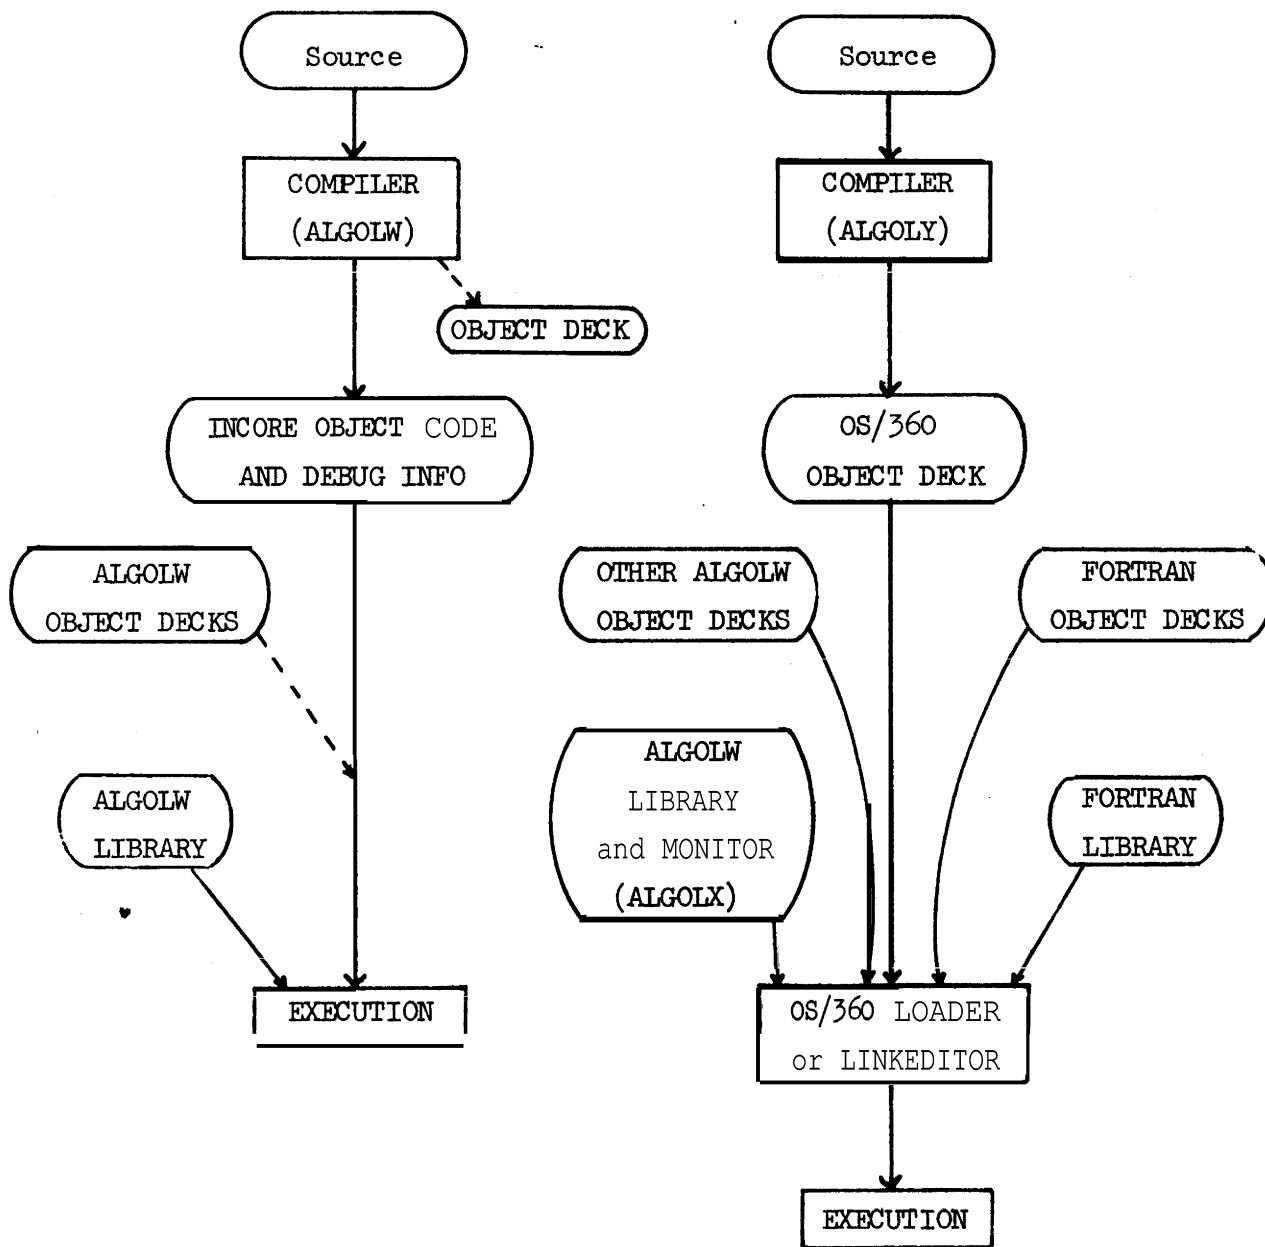 Source
COMPILER
(ALGOLW)
OBJECT DECK
INCORE OBJECT CODE
AND DEBUG INFO
ALGOLW
OBJECT DECKS
ALGOLW
LIBRARY
EXECUTION
Source
COMPILER
(ALGOLY)
OS/360
OBJECT DECK
OTHER ALGOLW
OBJECT DECKS
FORTRAN
OBJECT DECKS
ALGOLW
LIBRARY
and MONITOR
(ALGOLX)
FORTRAN
LIBRARY
OS/360 LOADER
or LINKEDITOR
EXECUTION